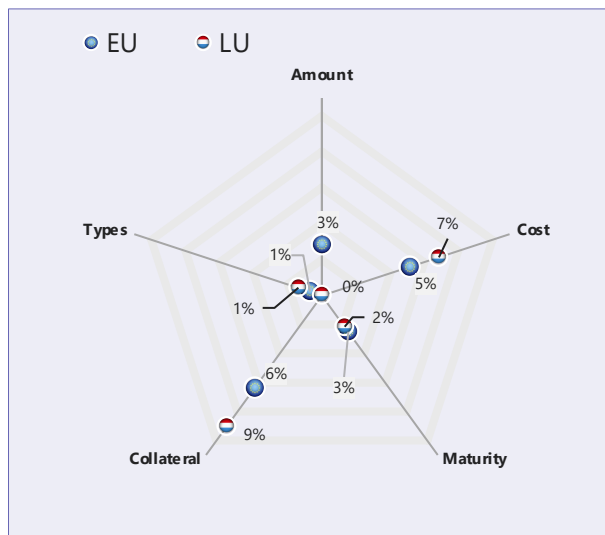 EU LU
Amount
Types
Cost
3%
7%
1%
0%
5%
1%
2%
3%
6%
9%
Collateral
Maturity